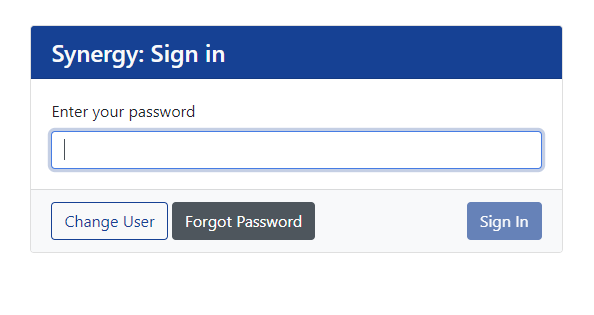 Synergy: Sign in
Enter your password
Change User Forgot Password Sign In